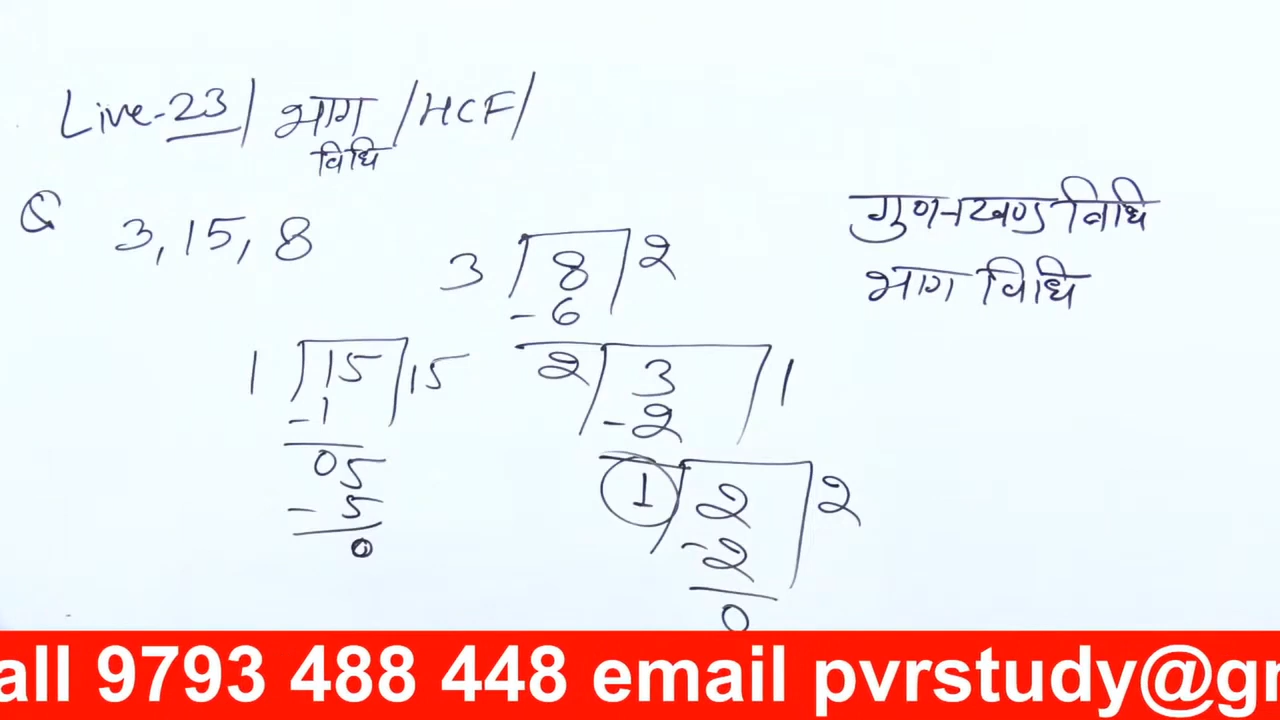 Live-23/ भाग /HCF/
विधि
Q 3, 15, 8
गुणनखण्ड विधि
भाग विधि
3 8 2
-6
2 3 1
-2
1 2 2
-2
0
1 15 15
-1
05
-5
0
all 9793 488 448 email pvrstudy@g